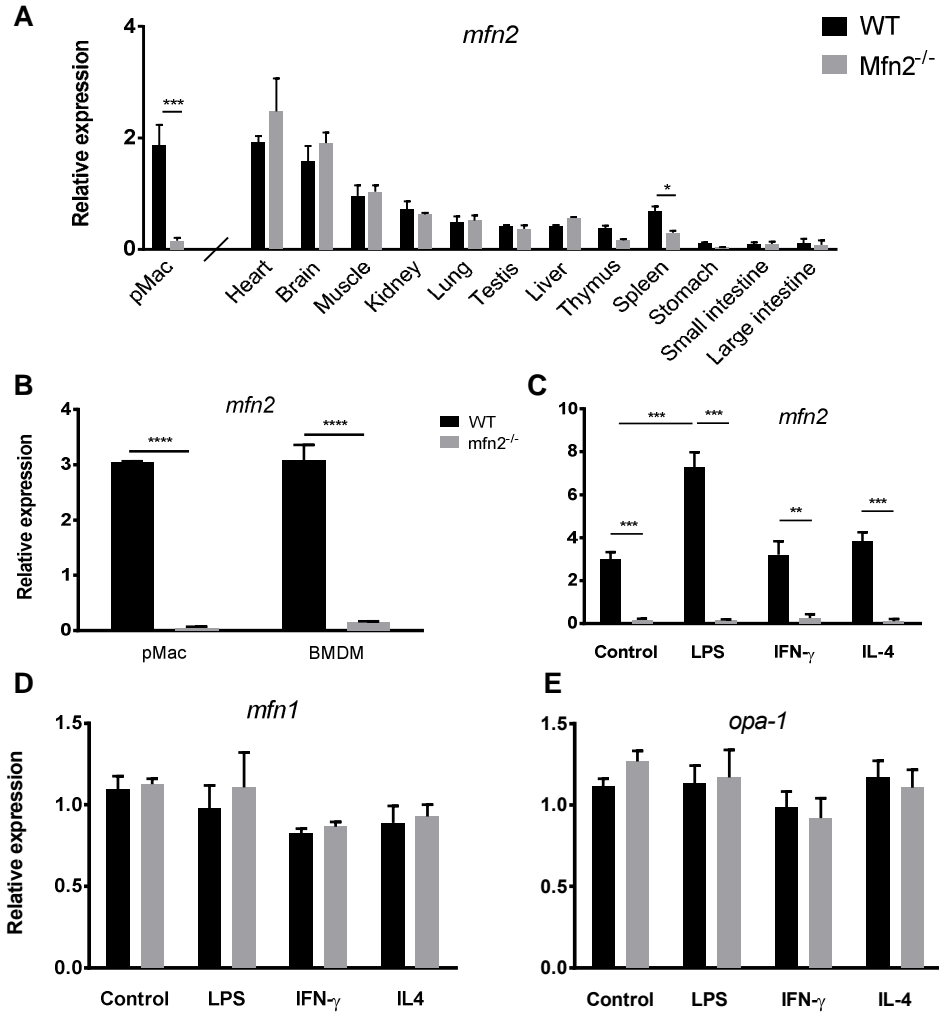 A
mfn2
WT
Mfn2-/-
Relative expression
4
2
0
***
*
pMac
Heart
Brain
Muscle
Kidney
Lung
Testis
Liver
Thymus
Spleen
Stomach
Small intestine
Large intestine
B
mfn2
WT
mfn2-/-
Relative expression
4
3
2
1
0
****
****
pMac
BMDM
C
mfn2
10
8
6
4
2
0
***
***
***
**
***
Control
LPS
IFN-γ
IL-4
D
mfn1
Relative expression
1.5
1.0
0.5
0.0
Control
LPS
IFN-γ
IL4
E
opa-1
1.5
1.0
0.5
0.0
Control
LPS
IFN-γ
IL-4